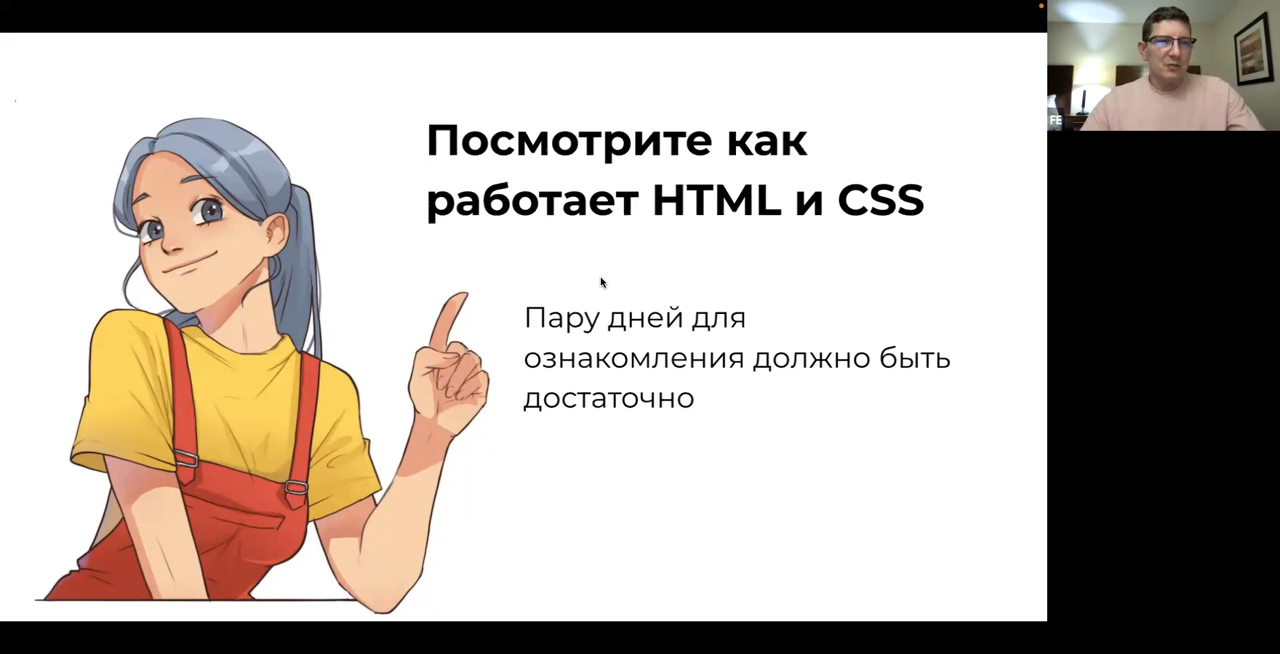 Посмотрите как
работает HTML и CSS
Пару дней для
ознакомления должно быть
достаточно
FE